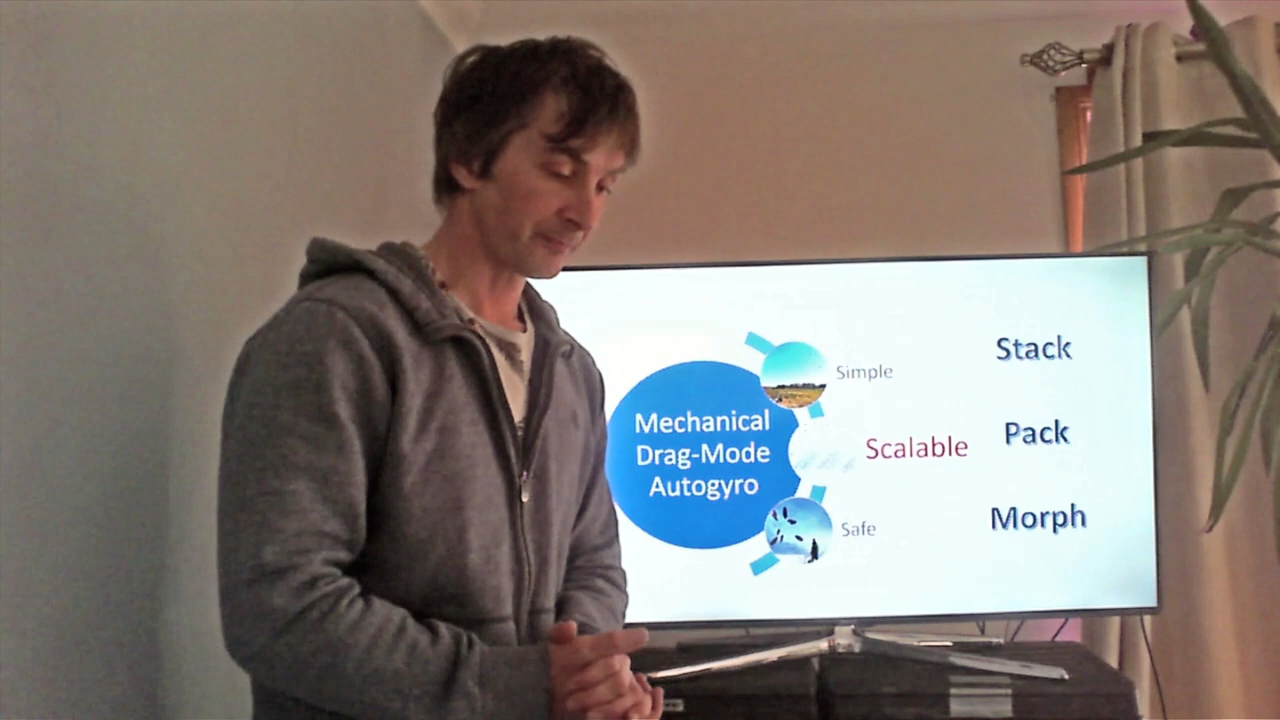 Mechanical
Drag-Mode
Autogyro
Simple
Scalable
Safe
Stack
Pack
Morph